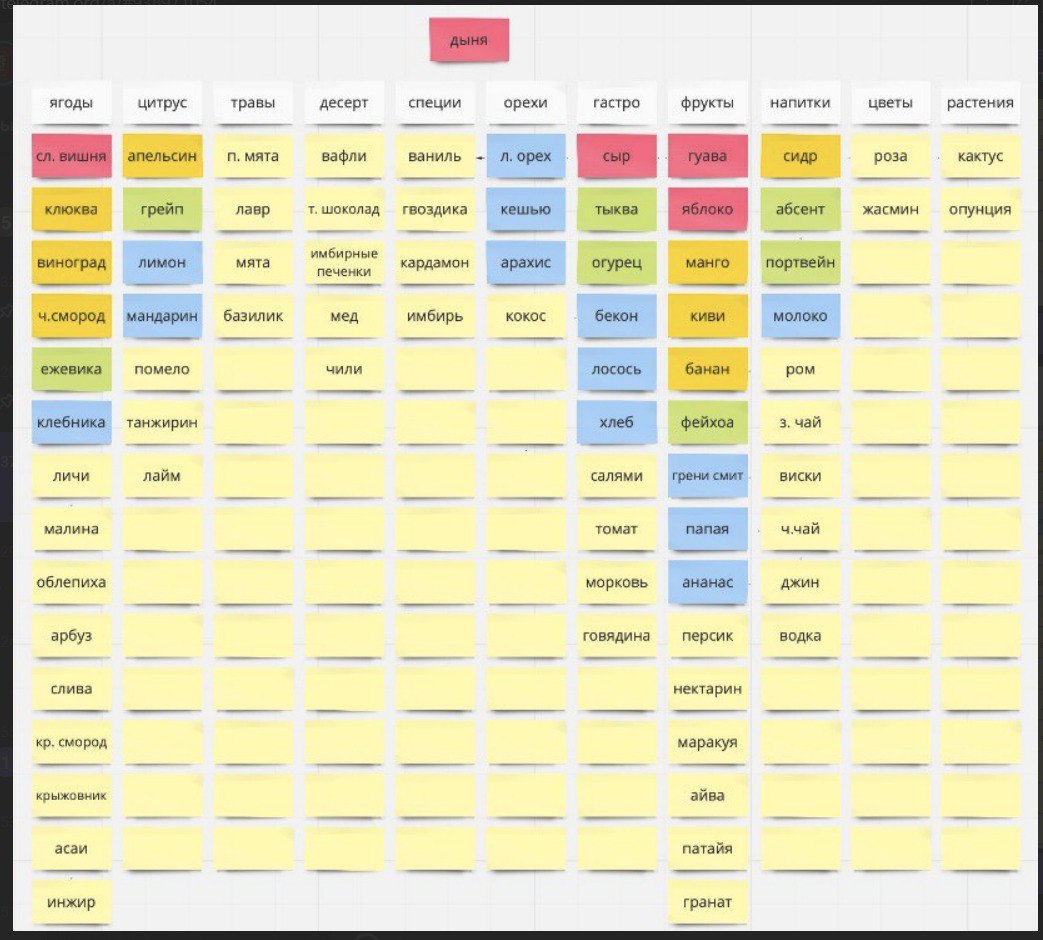 дыня
ягоды цитрус травы десерт специи орехи гастро фрукты напитки цветы растения
сл. вишня апельсин п. мята вафли ваниль л. орех сыр гуава сидр роза кактус
клюква грейп лавр т. шоколад гвоздика кешью тыква яблоко абсент жасмин опунция
виноград лимон мята имбирные печенки кардамон арахис огурец манго портвейн
ч.смород мандарин базилик мед имбирь кокос бекон киви молоко
ежевика помело чили лосось банан ром
клебника танжирин хлеб фейхоа з. чай
личи лайм салями грени смит виски
малина томат папая ч.чай
облепиха морковь ананас джин
арбуз говядина персик водка
слива нектарин
кр. смород маракуя
крыжовник айва
асаи патайя
инжир гранат